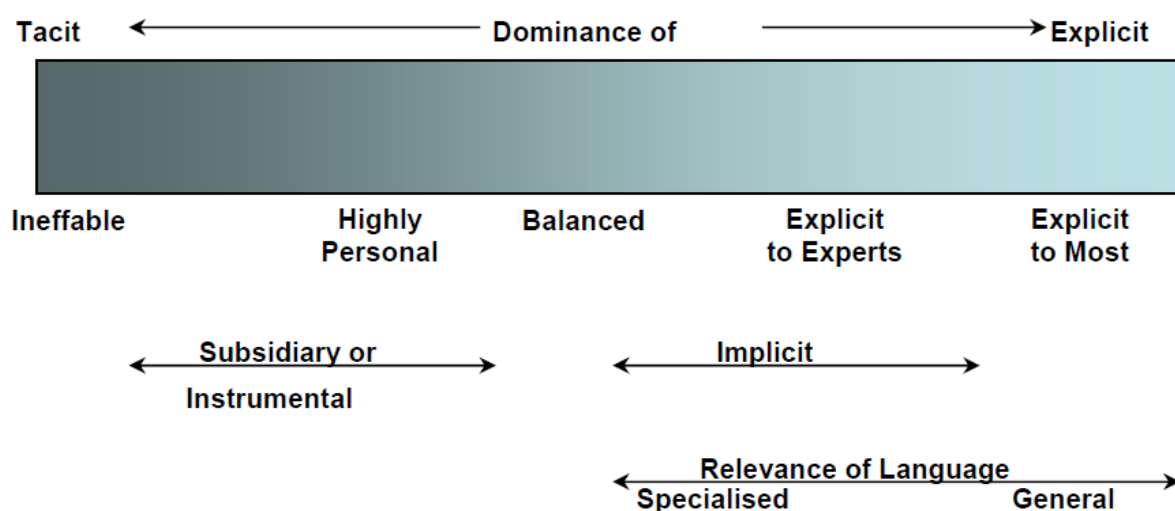 Tacit Dominance of Explicit
Ineffable Highly Personal Balanced Explicit to Experts Explicit to Most
Subsidiary or Implicit
Instrumental
Relevance of Language
Specialised General